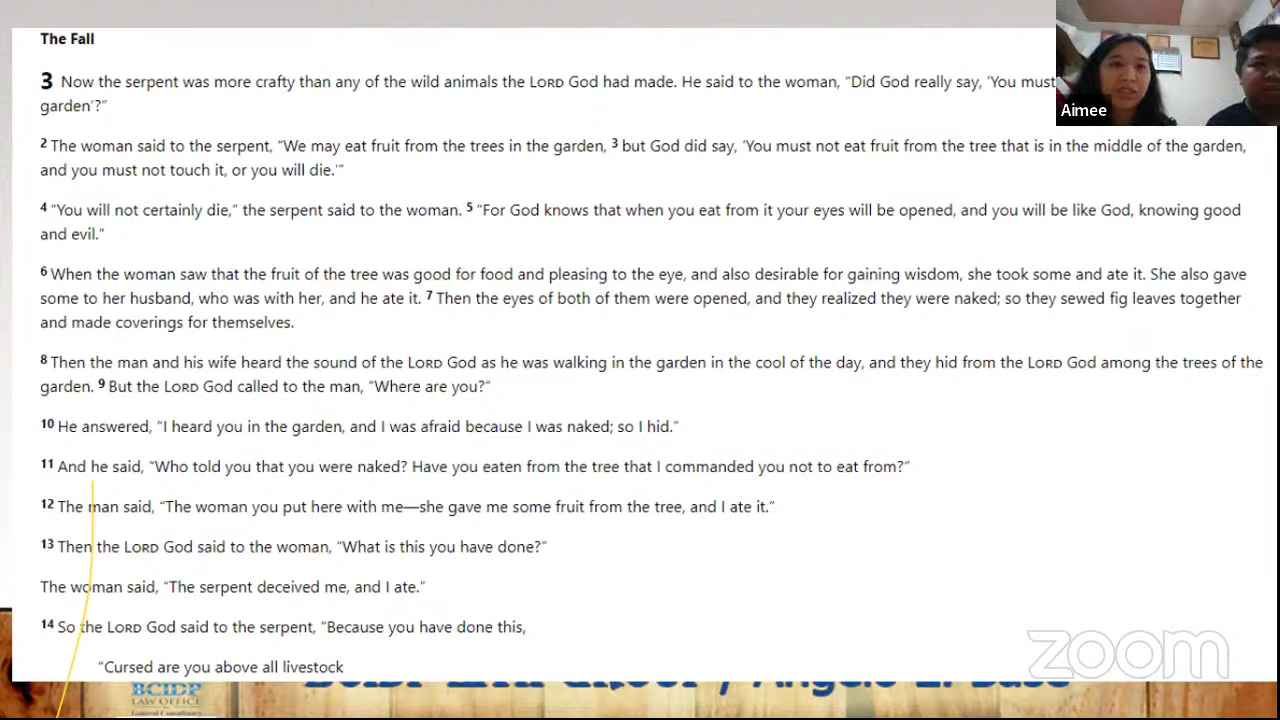 The Fall
3 Now the serpent was more crafty than any of the wild animals the LORD God had made. He said to the woman, “Did God really say, ‘You must
garden’?”
Aimee
2 The woman said to the serpent, “We may eat fruit from the trees in the garden, 3 but God did say, ‘You must not eat fruit from the tree that is in the middle of the garden,
and you must not touch it, or you will die.’”
4 “You will not certainly die,” the serpent said to the woman. 5 “For God knows that when you eat from it your eyes will be opened, and you will be like God, knowing good
and evil.”
6 When the woman saw that the fruit of the tree was good for food and pleasing to the eye, and also desirable for gaining wisdom, she took some and ate it. She also gave
some to her husband, who was with her, and he ate it. 7 Then the eyes of both of them were opened, and they realized they were naked; so they sewed fig leaves together
and made coverings for themselves.
8 Then the man and his wife heard the sound of the LORD God as he was walking in the garden in the cool of the day, and they hid from the LORD God among the trees of the
garden. 9 But the LORD God called to the man, “Where are you?”
10 He answered, “I heard you in the garden, and I was afraid because I was naked; so I hid.”
11 And he said, “Who told you that you were naked? Have you eaten from the tree that I commanded you not to eat from?”
12 The man said, “The woman you put here with me—she gave me some fruit from the tree, and I ate it.”
13 Then the LORD God said to the woman, “What is this you have done?”
The woman said, “The serpent deceived me, and I ate.”
14 So the LORD God said to the serpent, “Because you have done this,
“Cursed are you above all livestock
zoom
BCIDP
LAW OFFICE
General Consultancy